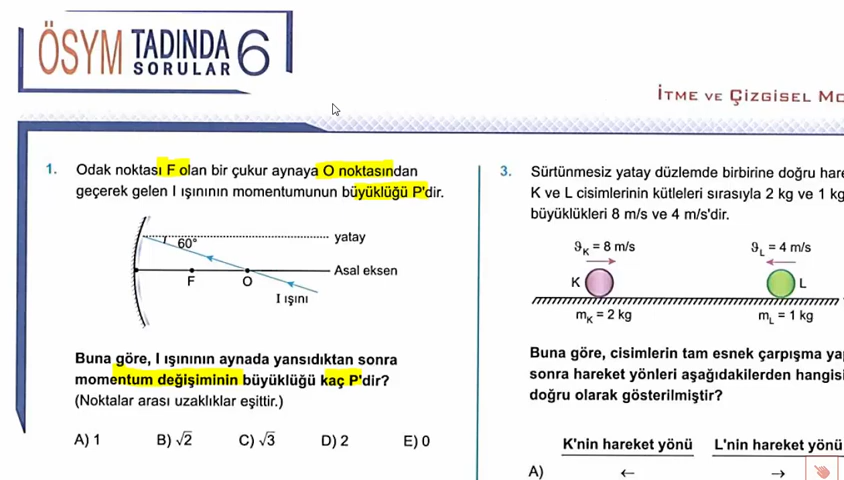 ÖSYM TADINDA 6
SORULAR
İTME VE ÇİZGİSEL
1. Odak noktası F olan bir çukur aynaya O noktasından
geçerek gelen I ışınının momentumunun büyüklüğü P'dir.
60°
yatay
Asal eksen
F
O
I ışını
Buna göre, I ışınının aynada yansıdıktan sonra
momentum değişiminin büyüklüğü kaç P'dir?
(Noktalar arası uzaklıklar eşittir.)
A) 1 B) √2 C) √3 D) 2 E) 0
3. Sürtünmesiz yatay düzlemde birbirine doğru
K ve L cisimlerinin kütleleri sırasıyla 2 kg ve 1 kg
büyüklükleri 8 m/s ve 4 m/s'dir.
ϑK = 8 m/s ϑL = 4 m/s
K L
mK = 2 kg mL = 1 kg
Buna göre, cisimlerin tam esnek çarpışma
sonra hareket yönleri aşağıdakilerden
doğru olarak gösterilmiştir?
K'nin hareket yönü L'nin hareket yönü
A) ← →